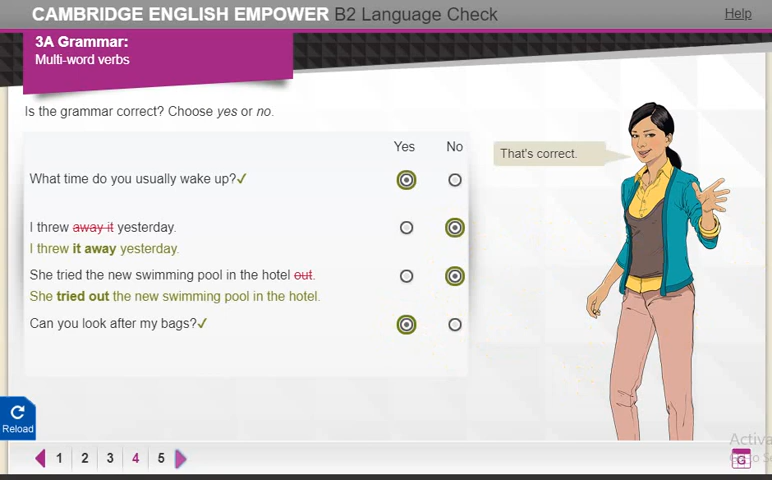 CAMBRIDGE ENGLISH EMPOWER B2 Language Check
Help
3A Grammar:
Multi-word verbs
Is the grammar correct? Choose yes or no.
Yes No
What time do you usually wake up?✓
That's correct.
I threw away it yesterday.
I threw it away yesterday.
She tried the new swimming pool in the hotel out.
She tried out the new swimming pool in the hotel.
Can you look after my bags?✓
Reload
1 2 3 4 5
G